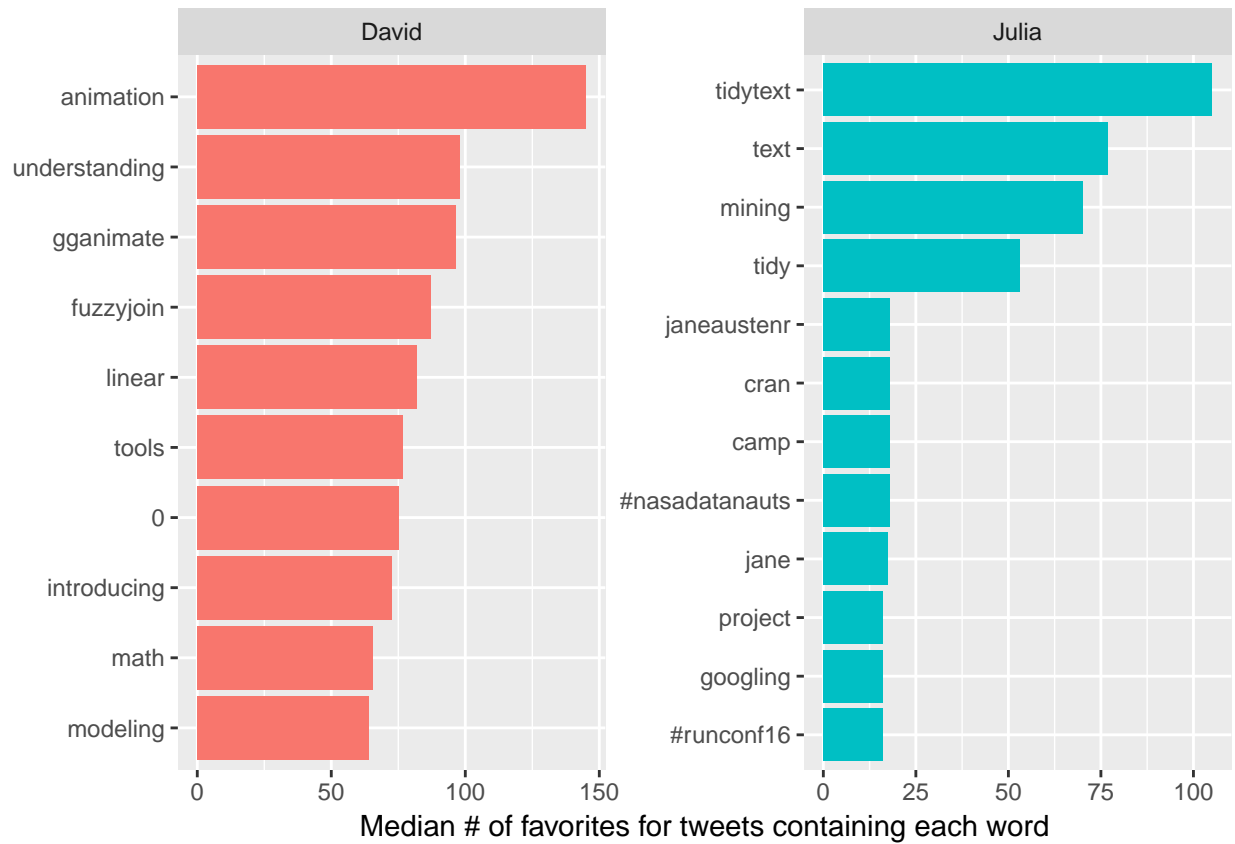 David
animation
understanding
gganimate
fuzzyjoin
linear
tools
0
introducing
math
modeling
0 50 100 150
Julia
tidytext
text
mining
tidy
janeaustenr
cran
camp
#nasadatanauts
jane
project
googling
#runconf16
0 25 50 75 100
Median # of favorites for tweets containing each word